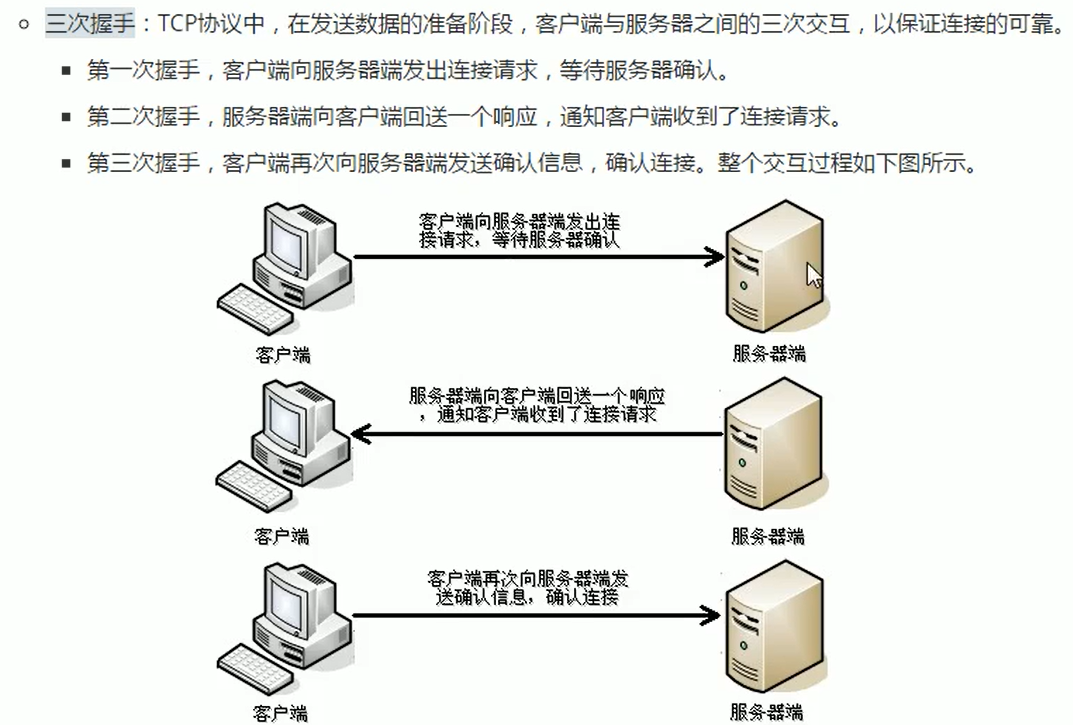 三次握手：TCP协议中，在发送数据的准备阶段，客户端与服务器之间的三次交互，以保证连接的可靠。
第一次握手，客户端向服务器端发出连接请求，等待服务器确认。
第二次握手，服务器端向客户端回送一个响应，通知客户端收到了连接请求。
第三次握手，客户端再次向服务器端发送确认信息，确认连接。整个交互过程如下图所示。
客户端向服务器端发出连
接请求，等待服务器确认
客户端
服务器端
服务器端向客户端回送一个响应
，通知客户端收到了连接请求
客户端
服务器端
客户端再次向服务器端发
送确认信息，确认连接
客户端
服务器端